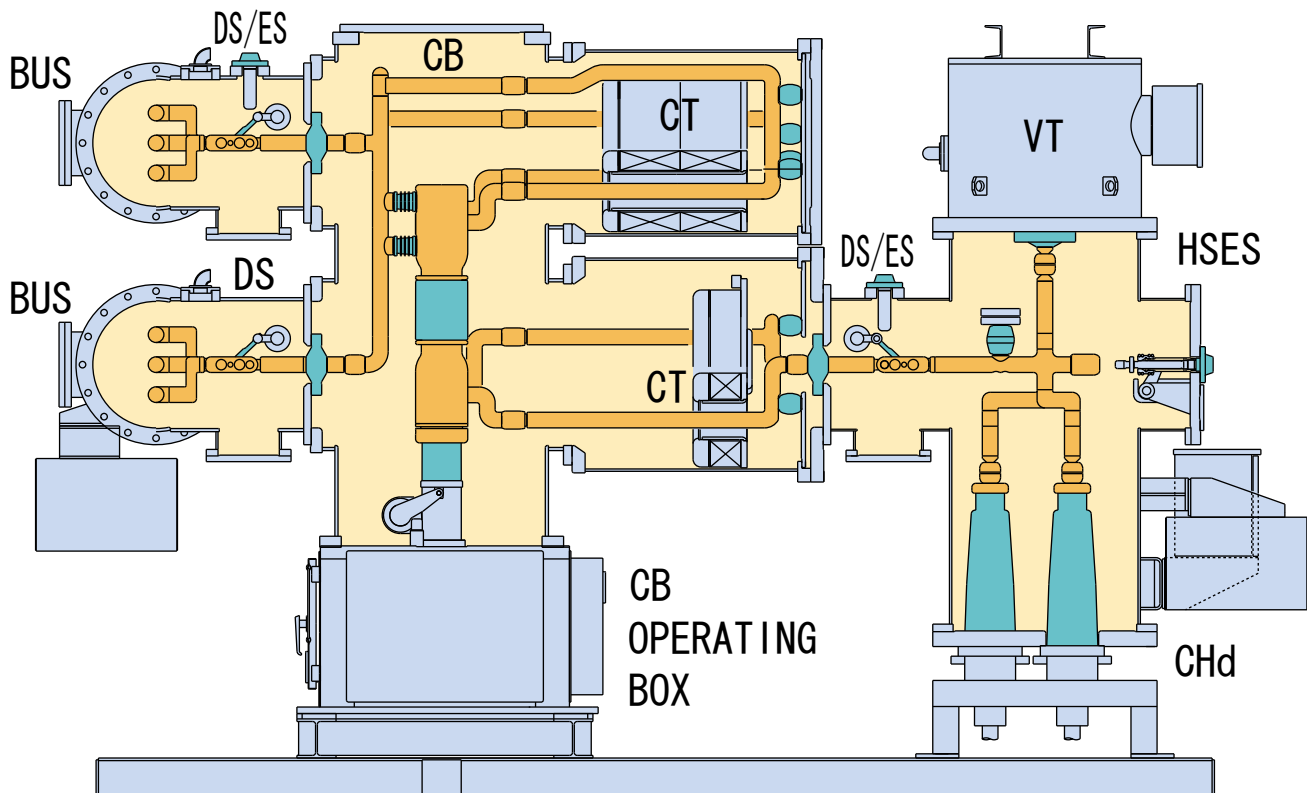 DS/ES
BUS
CB
CT
VT
DS
BUS
DS/ES
HSES
CT
CB
OPERATING
BOX
CHd